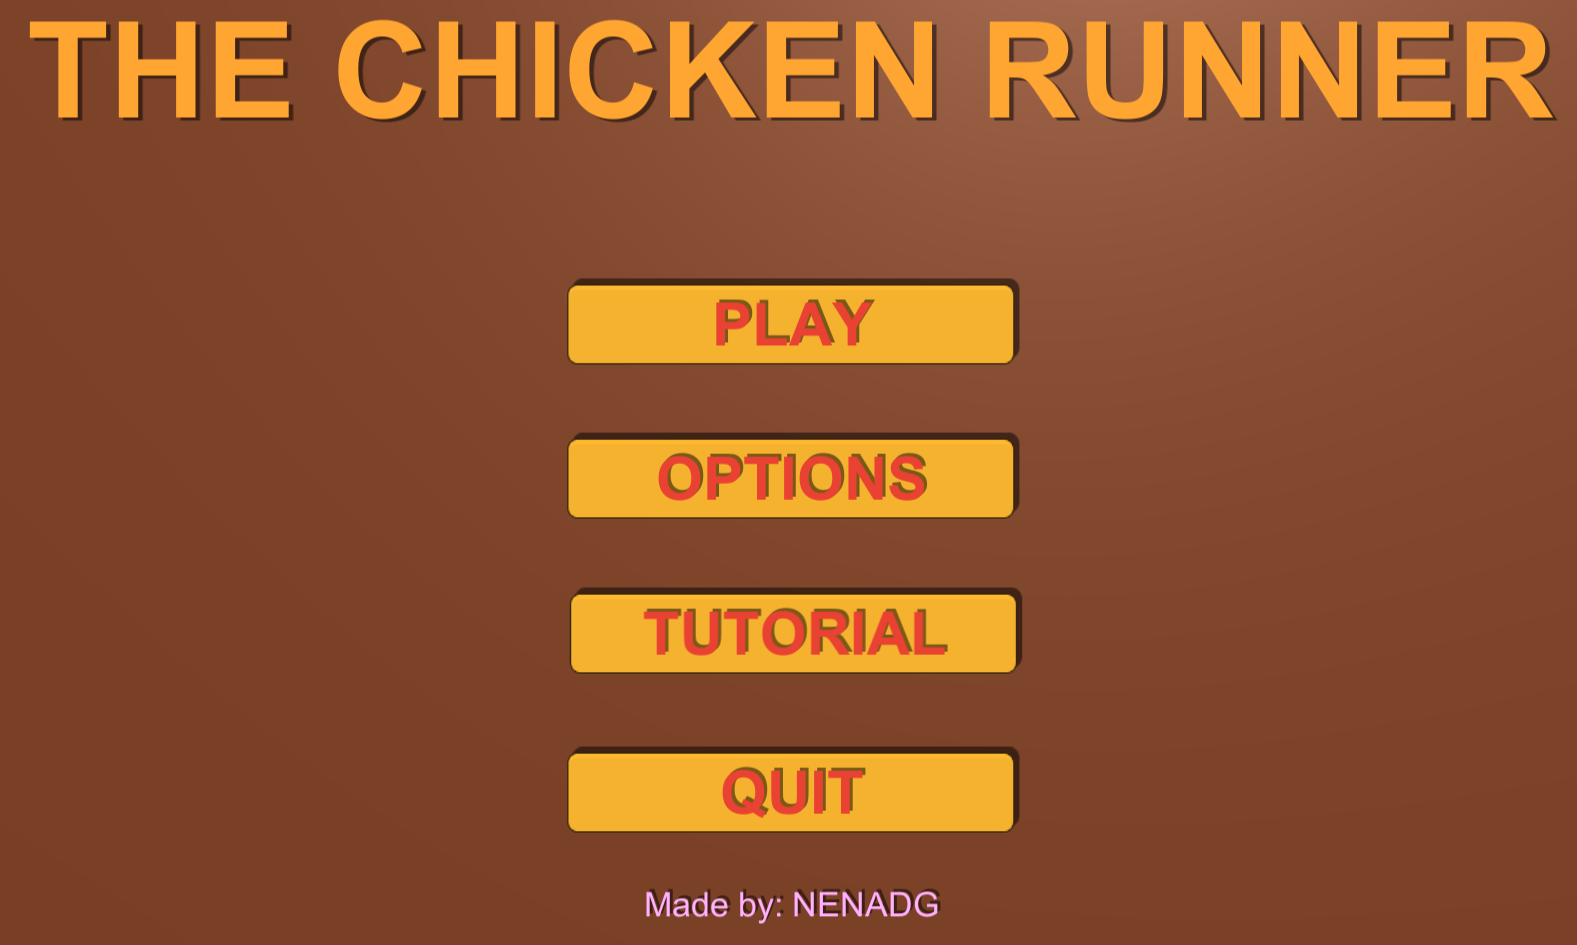 THE CHICKEN RUNNER
PLAY
OPTIONS
TUTORIAL
QUIT
Made by: NENADG